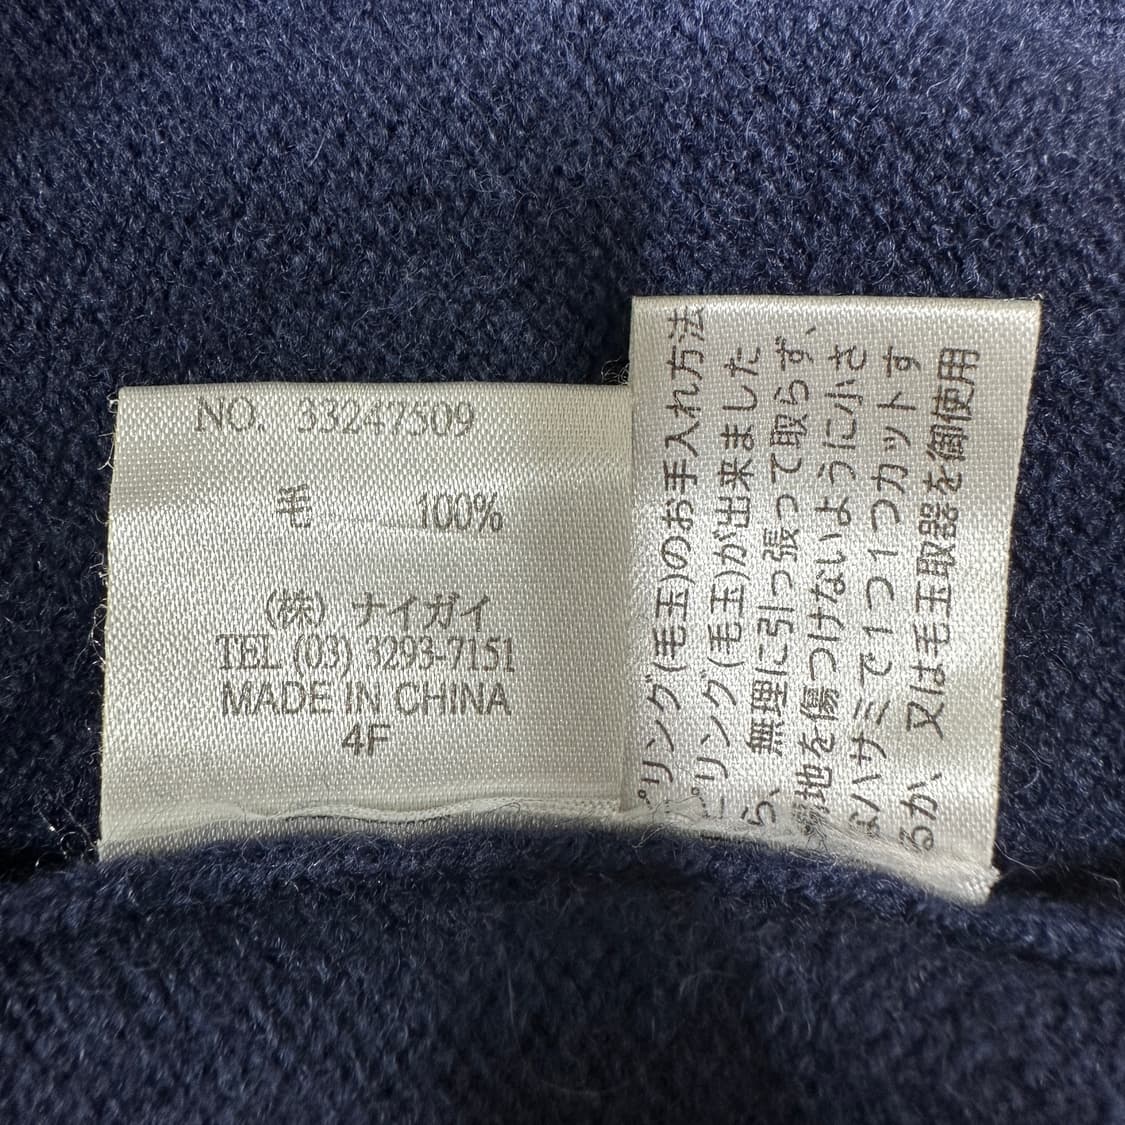 NO. 33247509
毛 100%
(株) ナイガイ
TEL (03) 3293-7151
MADE IN CHINA
4F
ピリング(毛玉)のお手入れ方法
ピリング(毛玉)が出来ました
ら、無理に引っ張って取らず、
編地を傷つけないように小さ
なハサミで1つ1つカットす
るか、又は毛玉取器を御使用